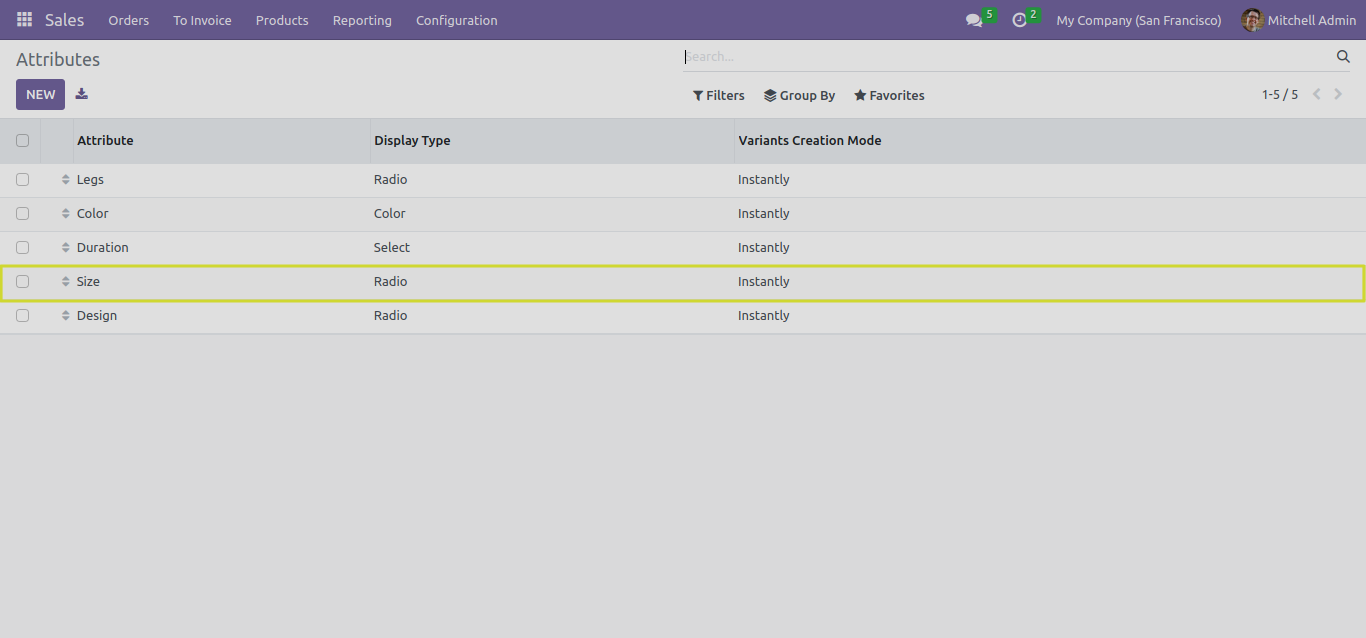 Sales Orders To Invoice Products Reporting Configuration 5 2 My Company (San Francisco) Mitchell Admin
Attributes Search...
NEW Filters Group By Favorites 1-5 / 5
Attribute Display Type Variants Creation Mode
Legs Radio Instantly
Color Color Instantly
Duration Select Instantly
Size Radio Instantly
Design Radio Instantly